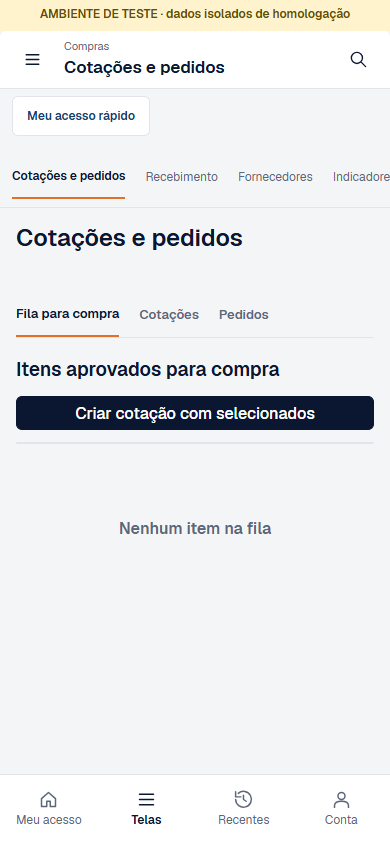 AMBIENTE DE TESTE · dados isolados de homologação
Compras
Cotações e pedidos
Meu acesso rápido
Cotações e pedidos Recebimento Fornecedores Indicadore
Cotações e pedidos
Fila para compra Cotações Pedidos
Itens aprovados para compra
Criar cotação com selecionados
Nenhum item na fila
Meu acesso Telas Recentes Conta